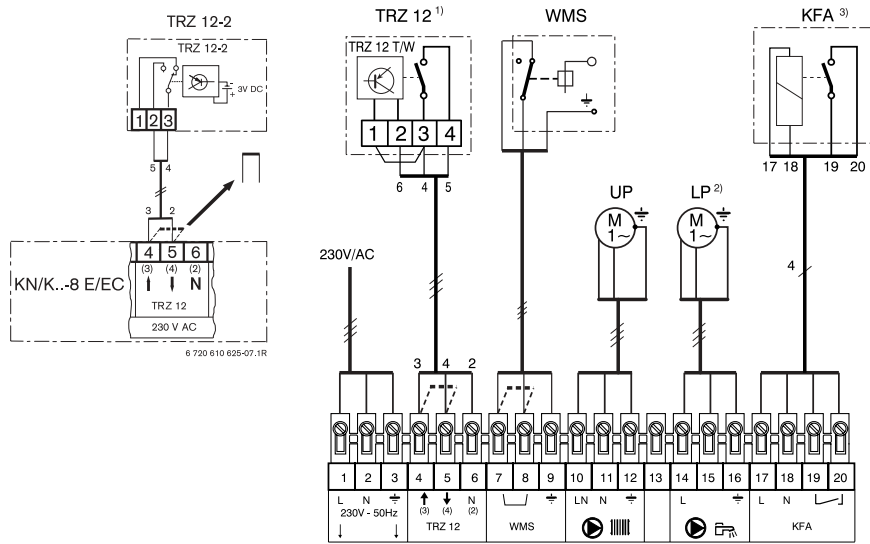 TRZ 12-2
TRZ 12-2
3V DC
+
1 2 3
5 4
3 2
4 5 6
(3) (4) (2)
N
KN/K..-8 E/EC
TRZ 12
230 V AC
6 720 610 625-07.1R
TRZ 12 1)
TRZ 12 T/W
1 2 3 4
6 4 5
WMS
KFA 3)
17 18 19 20
UP
M
1~
LP 2)
M
1~
230V/AC
4
3 4 2
1 2 3 4 5 6 7 8 9 10 11 12 13 14 15 16 17 18 19 20
L N (3) (4) N (2) LN N L L N
230V - 50Hz
TRZ 12
WMS
KFA